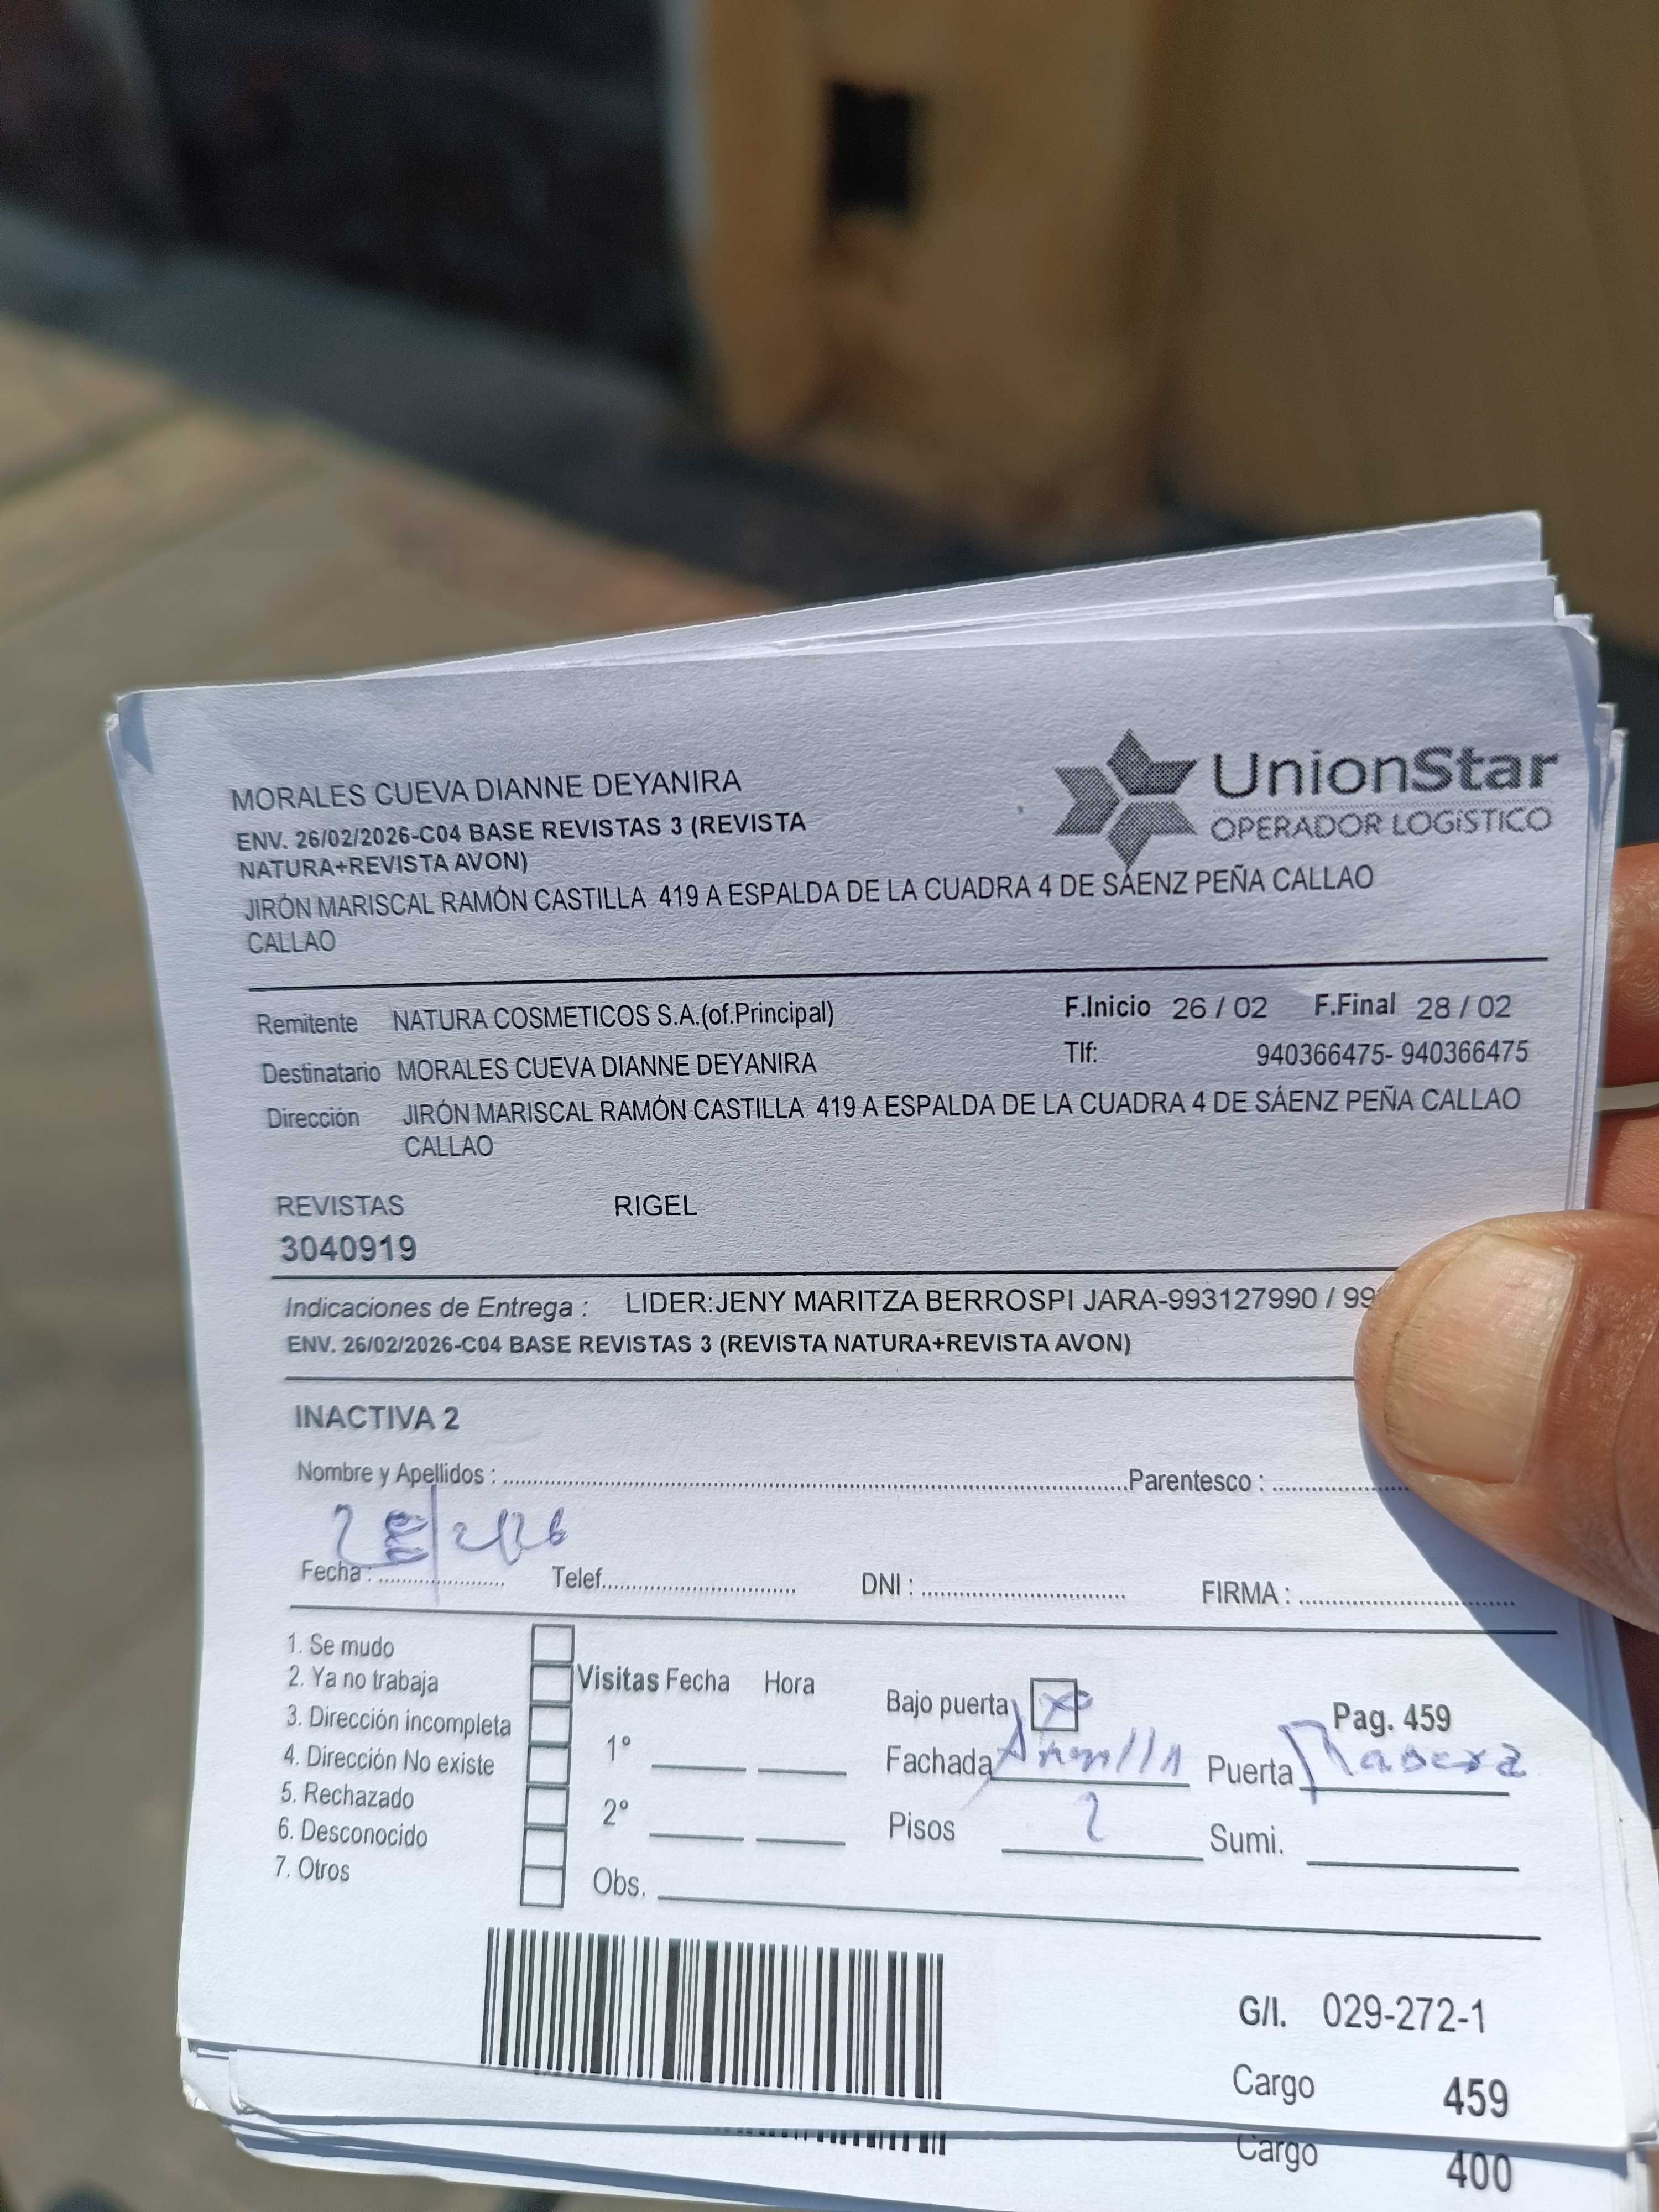 UnionStar
OPERADOR LOGíSTICO
MORALES CUEVA DIANNE DEYANIRA
ENV. 26/02/2026-C04 BASE REVISTAS 3 (REVISTA
NATURA+REVISTA AVON)
JIRÓN MARISCAL RAMÓN CASTILLA 419 A ESPALDA DE LA CUADRA 4 DE SÁENZ PEÑA CALLAO
CALLAO
Remitente NATURA COSMETICOS S.A.(of.Principal) F.Inicio 26 / 02 F.Final 28 / 02
Destinatario MORALES CUEVA DIANNE DEYANIRA Tlf: 940366475- 940366475
Dirección JIRÓN MARISCAL RAMÓN CASTILLA 419 A ESPALDA DE LA CUADRA 4 DE SÁENZ PEÑA CALLAO
CALLAO
REVISTAS RIGEL
3040919
Indicaciones de Entrega : LIDER:JENY MARITZA BERROSPI JARA-993127990 / 99
ENV. 26/02/2026-C04 BASE REVISTAS 3 (REVISTA NATURA+REVISTA AVON)
INACTIVA 2
Nombre y Apellidos : Parentesco :
Fecha : Telef. DNI : FIRMA :
1. Se mudo
2. Ya no trabaja
3. Dirección incompleta
4. Dirección No existe
5. Rechazado
6. Desconocido
7. Otros
Visitas Fecha Hora
1°
2°
Obs.
Bajo puerta X Pag. 459
Fachada Puerta
Pisos 2 Sumi.
G/I. 029-272-1
Cargo 459
Cargo 400